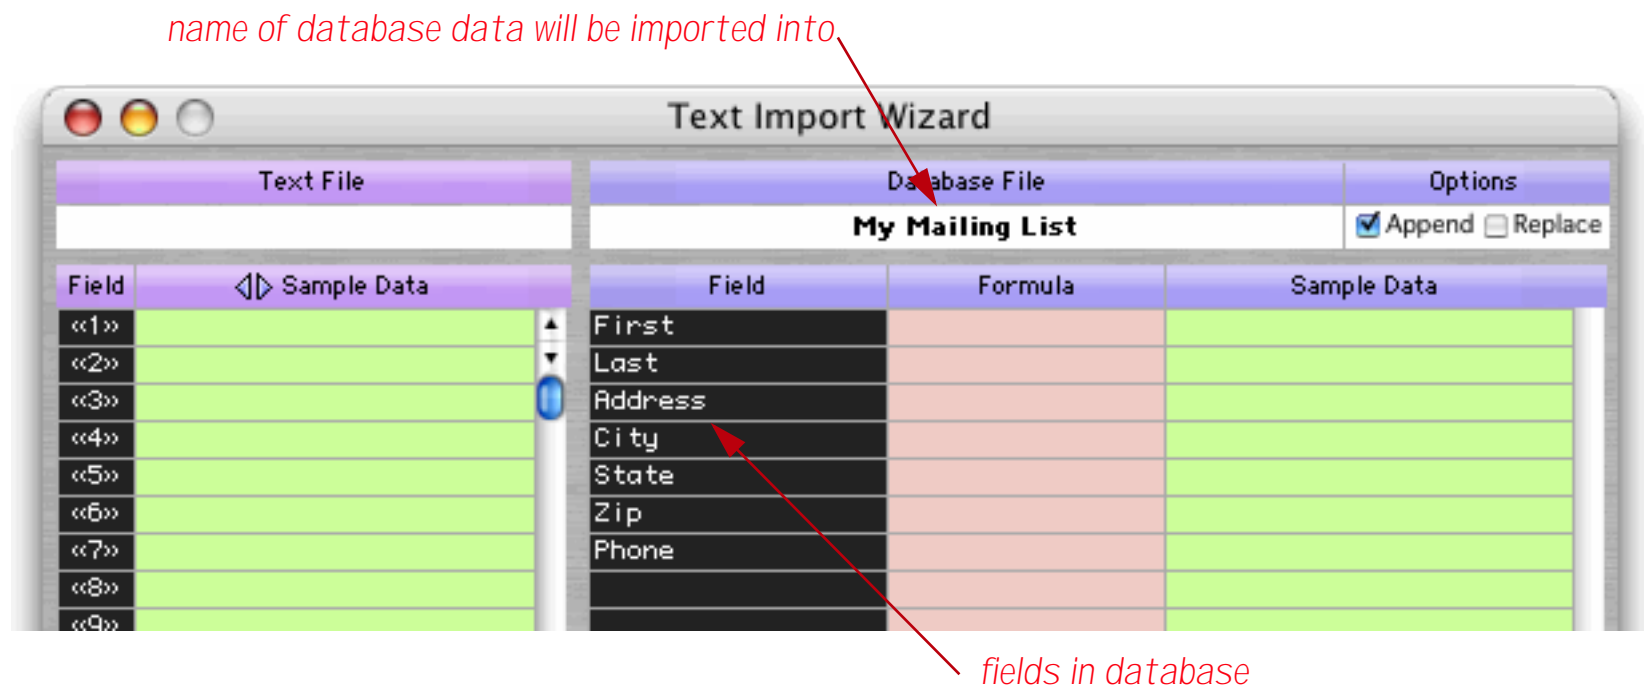 name of database data will be imported into
Text Import Wizard
Text File
Database File
Options
My Mailing List
Append
Replace
Field
Sample Data
Field
Formula
Sample Data
«1»
First
«2»
Last
«3»
Address
«4»
City
«5»
State
«6»
Zip
«7»
Phone
«8»
«9»
fields in database